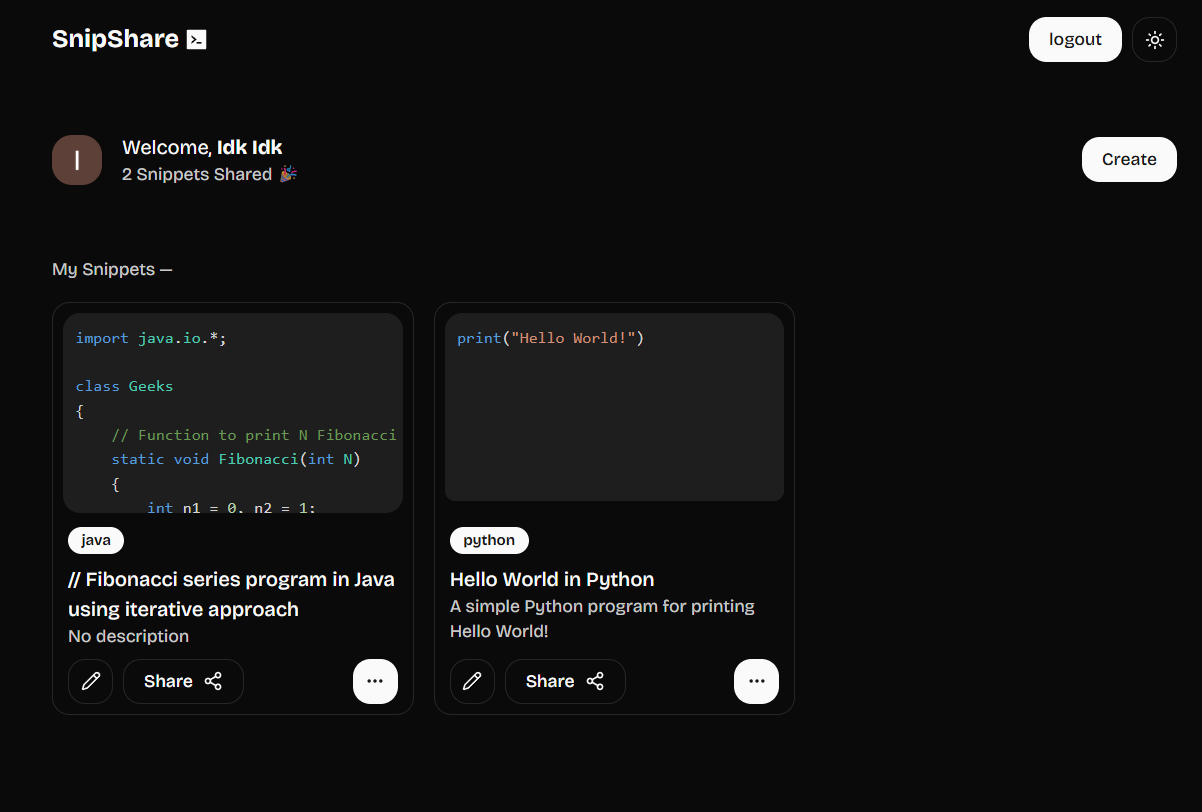 SnipShare
logout
I
Welcome, Idk Idk
2 Snippets Shared 🎉
Create
My Snippets —
import java.io.*;
class Geeks
{
// Function to print N Fibonacci
static void Fibonacci(int N)
{
int n1 = 0, n2 = 1;
java
// Fibonacci series program in Java
using iterative approach
No description
Share
print("Hello World!")
python
Hello World in Python
A simple Python program for printing
Hello World!
Share